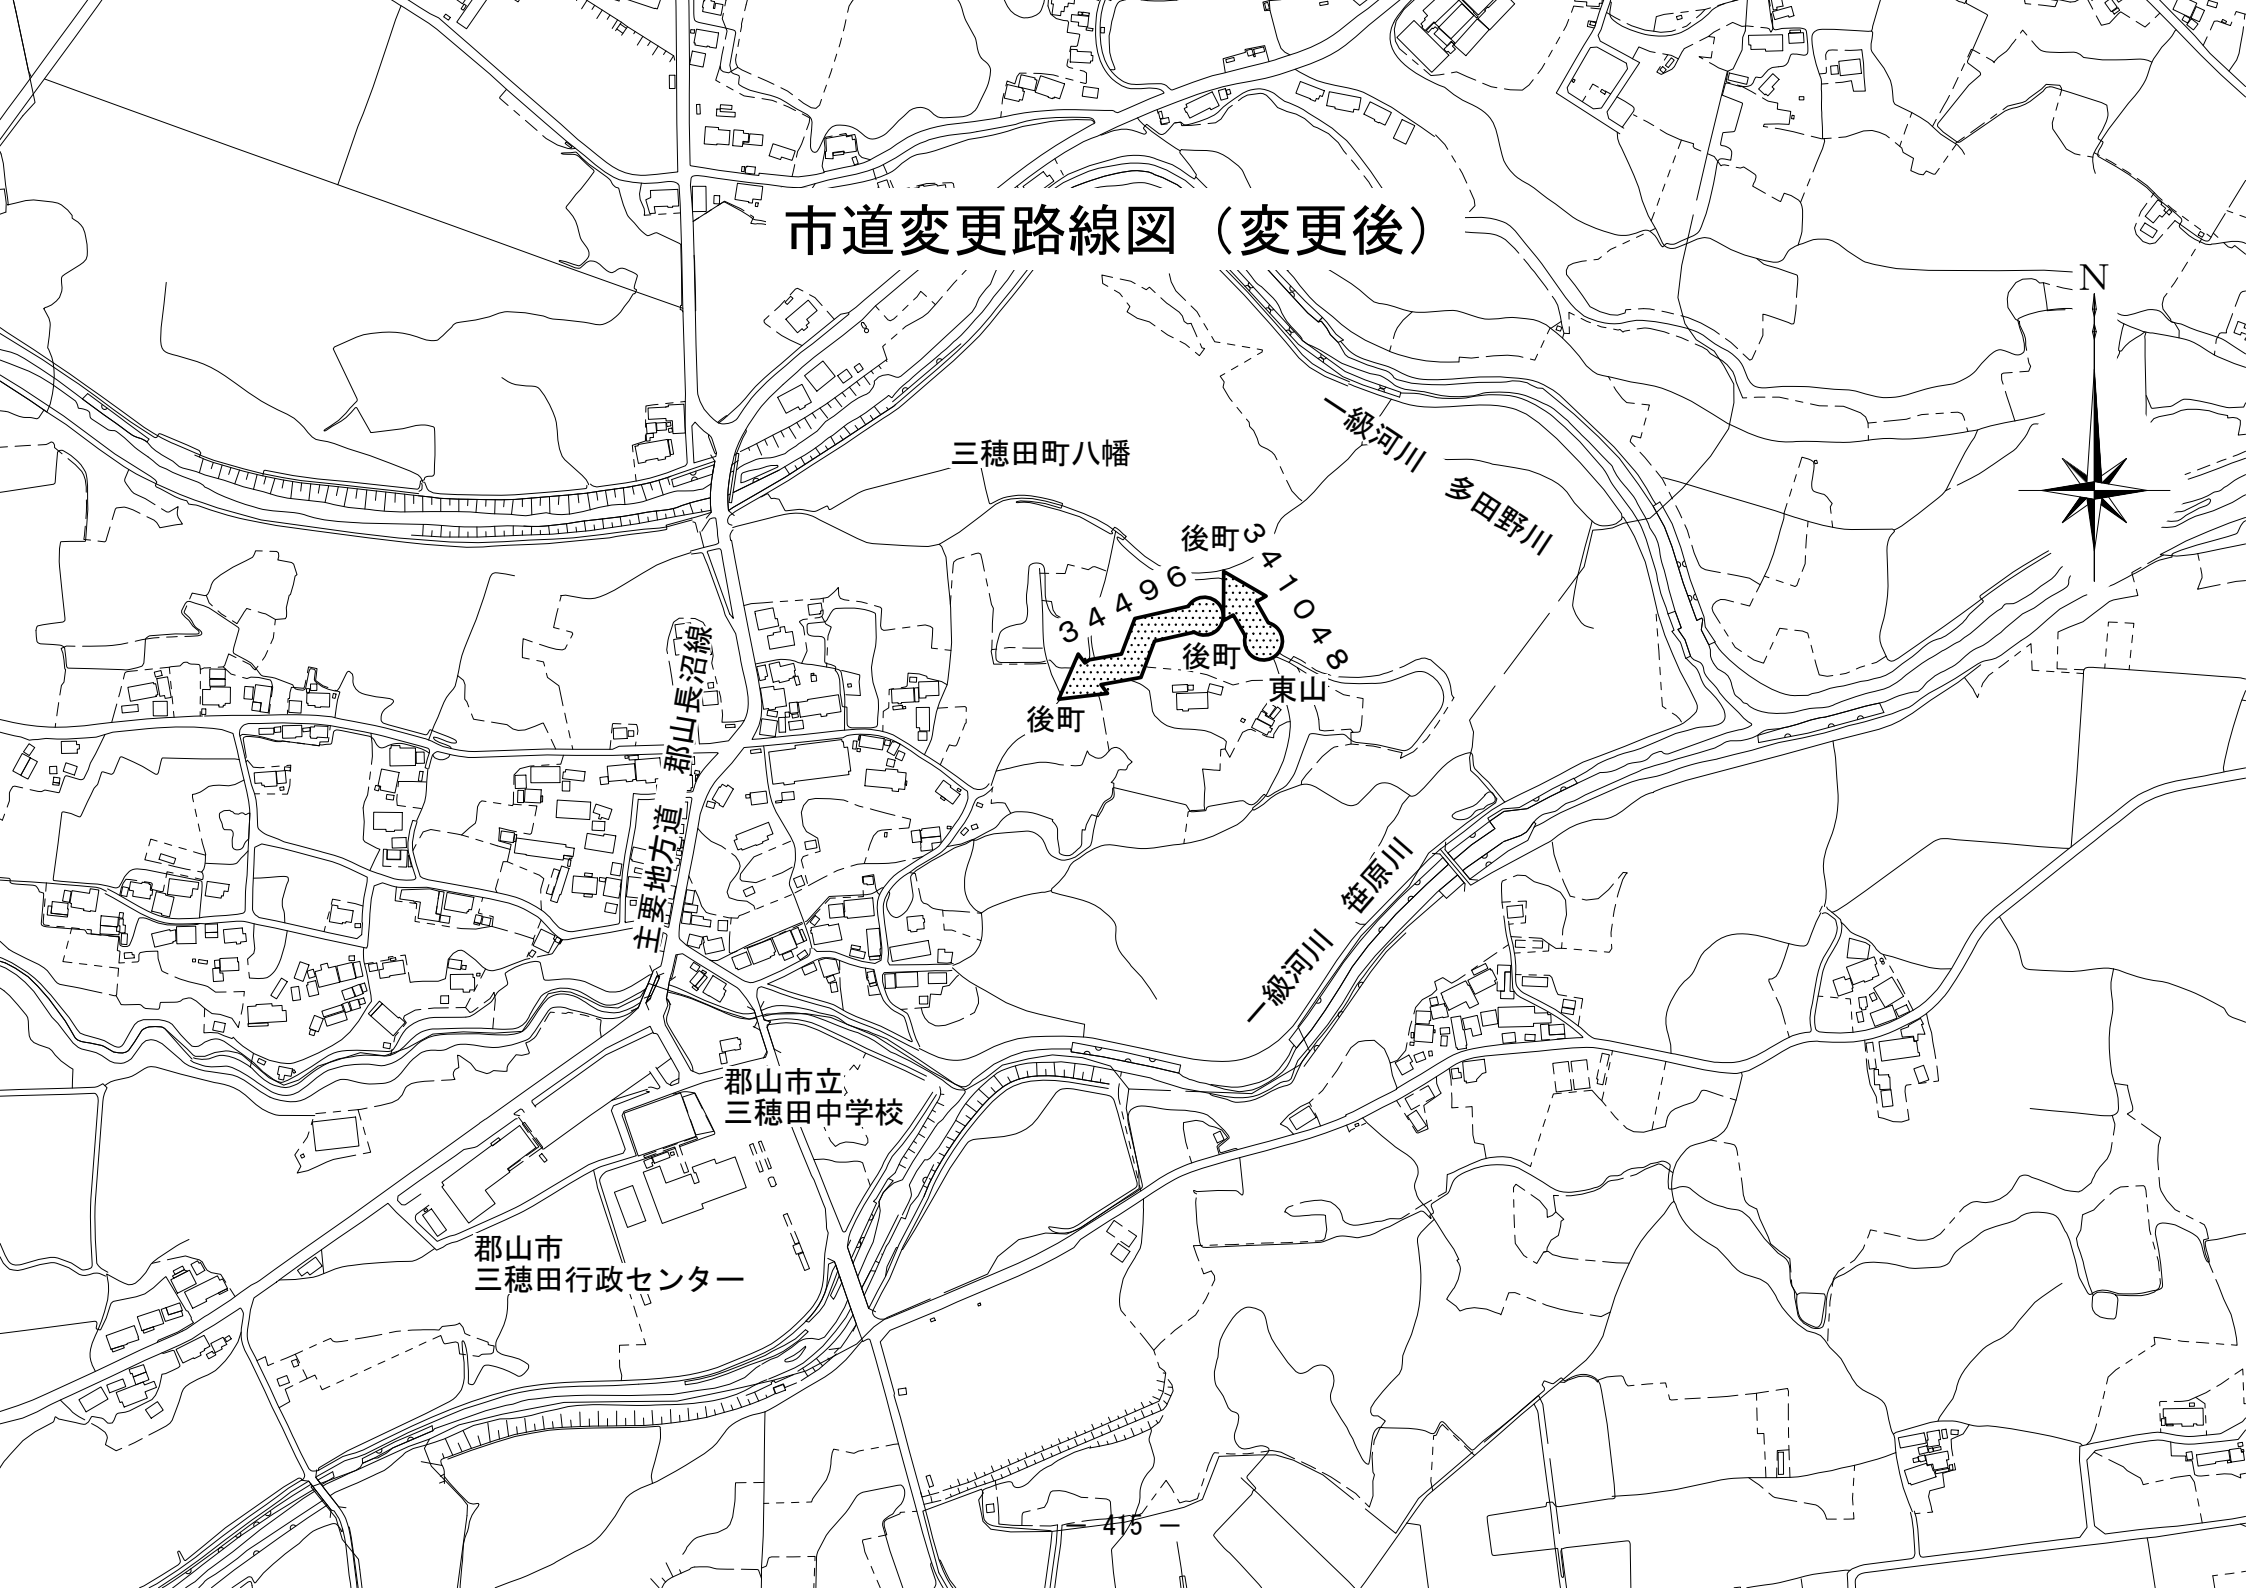 市道変更路線図（変更後）
N
三穂田町八幡
一級河川　多田野川
後町
341048
34496
後町
東山
後町
主要地方道　郡山長沼線
一級河川　笹原川
郡山市立
三穂田中学校
郡山市
三穂田行政センター
－ 415 －